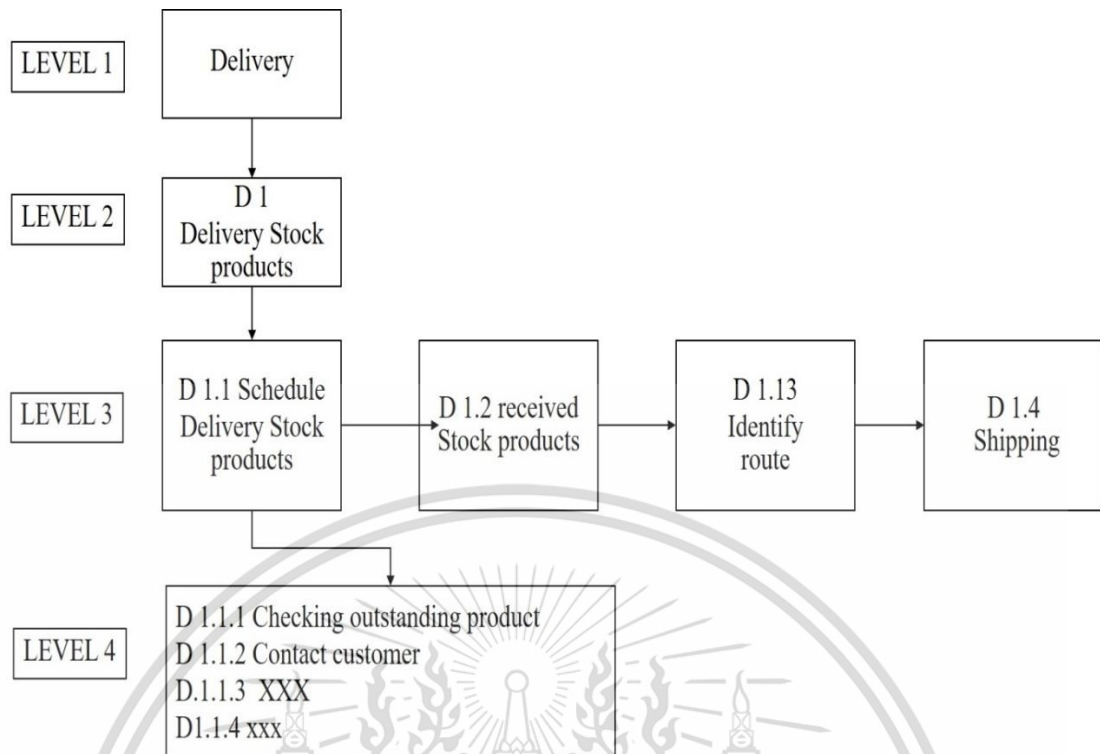 LEVEL 1
Delivery
LEVEL 2
D 1
Delivery Stock
products
LEVEL 3
D 1.1 Schedule
Delivery Stock
products
D 1.2 received
Stock products
D 1.13
Identify
route
D 1.4
Shipping
LEVEL 4
D 1.1.1 Checking outstanding product
D 1.1.2 Contact customer
D.1.1.3 XXX
D1.1.4 xxx